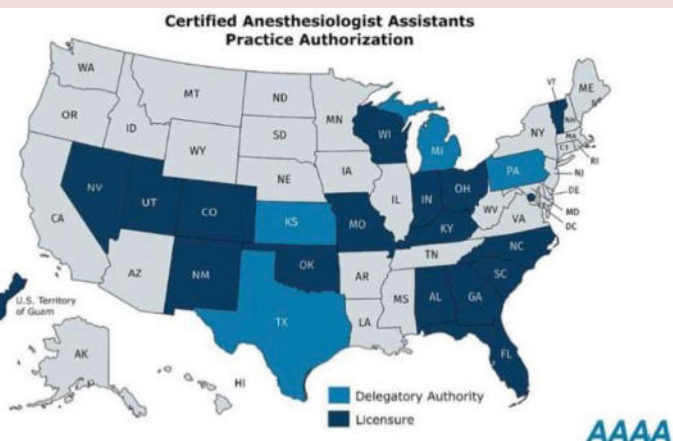 Certified Anesthesiologist Assistants
Practice Authorization
WA
MT
ND
MN
VT
ME
OR
ID
SD
WI
MI
NY
NH
MA
CT
RI
WY
IA
PA
NJ
NE
NV
UT
CO
IL
IN
OH
DE
MD
DC
CA
KS
MO
WV
VA
KY
AZ
NM
OK
AR
TN
NC
SC
U.S. Territory
of Guam
TX
LA
MS
AL
GA
FL
AK
HI
Delegatory Authority
Licensure
AAAA